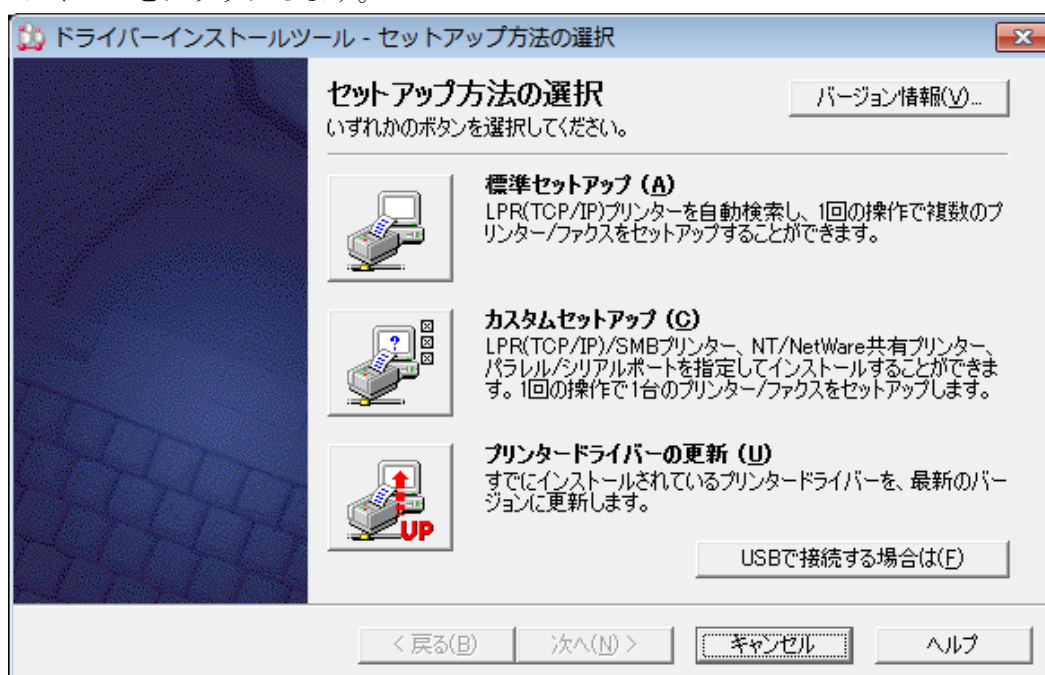 ドライバーインストールツール - セットアップ方法の選択
セットアップ方法の選択
バージョン情報(V)...
いずれかのボタンを選択してください。
標準セットアップ (A)
LPR(TCP/IP)プリンターを自動検索し、1回の操作で複数のプ
リンター/ファクスをセットアップすることができます。
カスタムセットアップ (C)
LPR(TCP/IP)/SMBプリンター、NT/NetWare共有プリンター、
パラレル/シリアルポートを指定してインストールすることができま
す。1回の操作で1台のプリンター/ファクスをセットアップします。
プリンタードライバーの更新 (U)
すでにインストールされているプリンタードライバーを、最新のバー
ジョンに更新します。
UP
USBで接続する場合は(F)
< 戻る(B)
次へ(N) >
キャンセル
ヘルプ